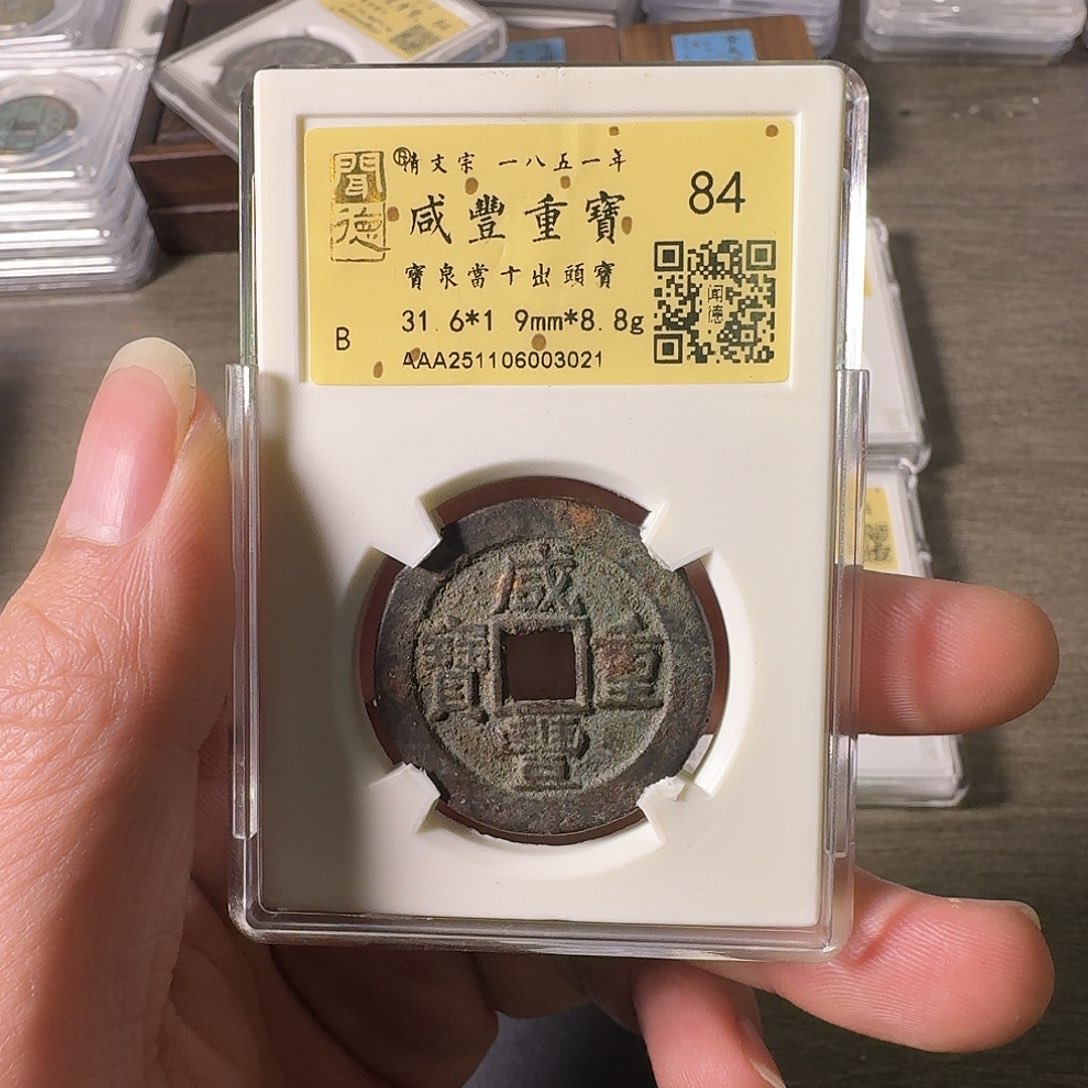 聞德
®清文宗 一八五一年
84
咸豐重寶
寶泉當十出頭寶
闻德
B
31.6*1.9mm*8.8g
AAA251106003021
咸
寶 重
豐